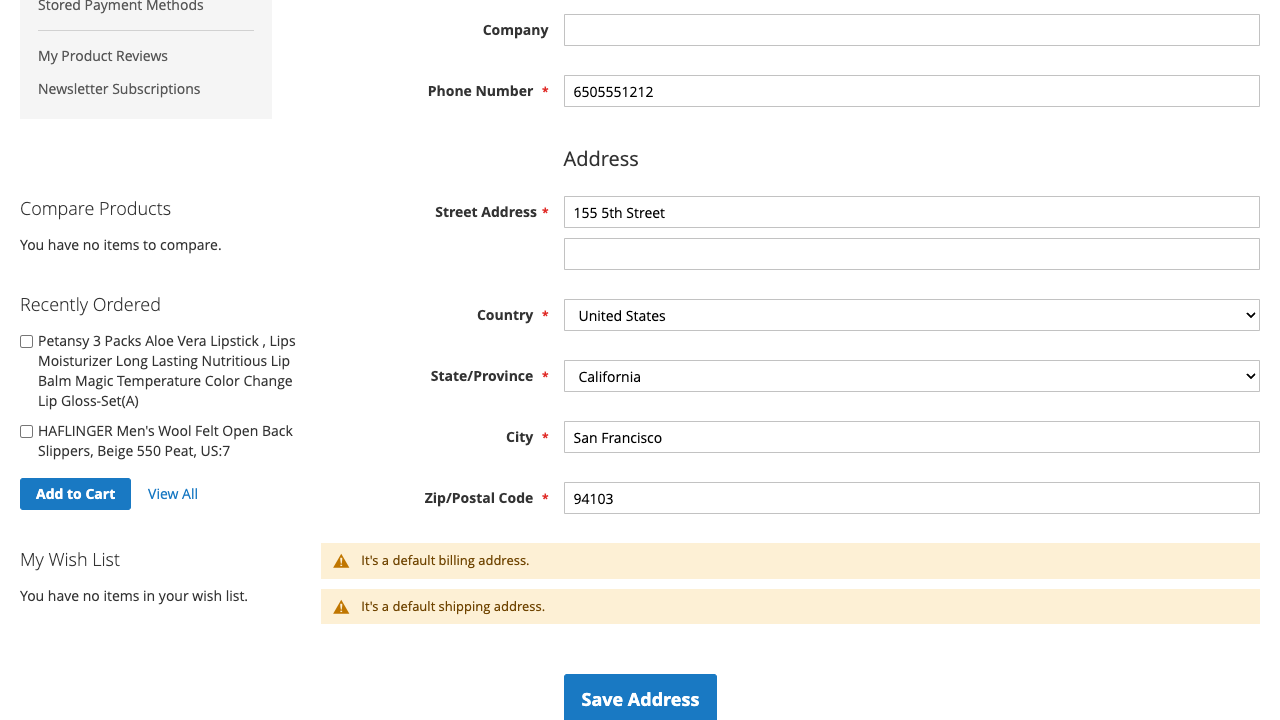 Stored Payment Methods
My Product Reviews
Newsletter Subscriptions
Compare Products
You have no items to compare.
Recently Ordered
Petansy 3 Packs Aloe Vera Lipstick , Lips
Moisturizer Long Lasting Nutritious Lip
Balm Magic Temperature Color Change
Lip Gloss-Set(A)
HAFLINGER Men's Wool Felt Open Back
Slippers, Beige 550 Peat, US:7
Add to Cart View All
My Wish List
You have no items in your wish list.
Company
Phone Number * 6505551212
Address
Street Address * 155 5th Street
Country * United States
State/Province * California
City * San Francisco
Zip/Postal Code * 94103
It's a default billing address.
It's a default shipping address.
Save Address